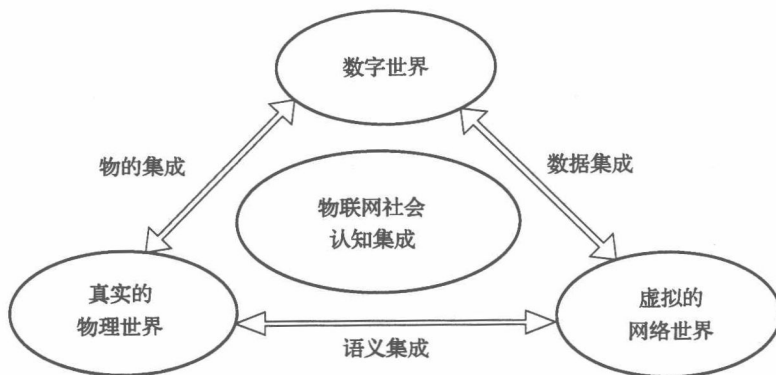 数字世界
物的集成
数据集成
物联网社会
认知集成
真实的
物理世界
虚拟的
网络世界
语义集成